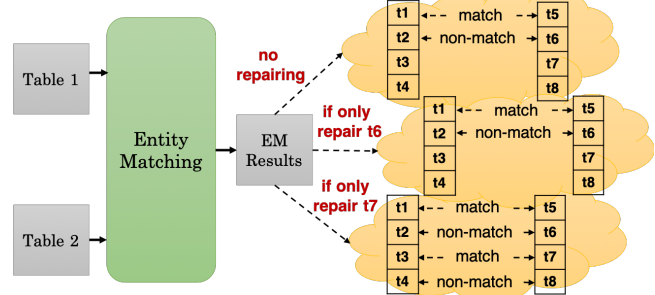 Table 1
Table 2
Entity
Matching
EM
Results
no
repairing
if only
repair t6
if only
repair t7
t1 match t5
t2 non-match t6
t3 t7
t4 t8
t1 match t5
t2 non-match t6
t3 t7
t4 t8
t1 match t5
t2 non-match t6
t3 match t7
t4 non-match t8